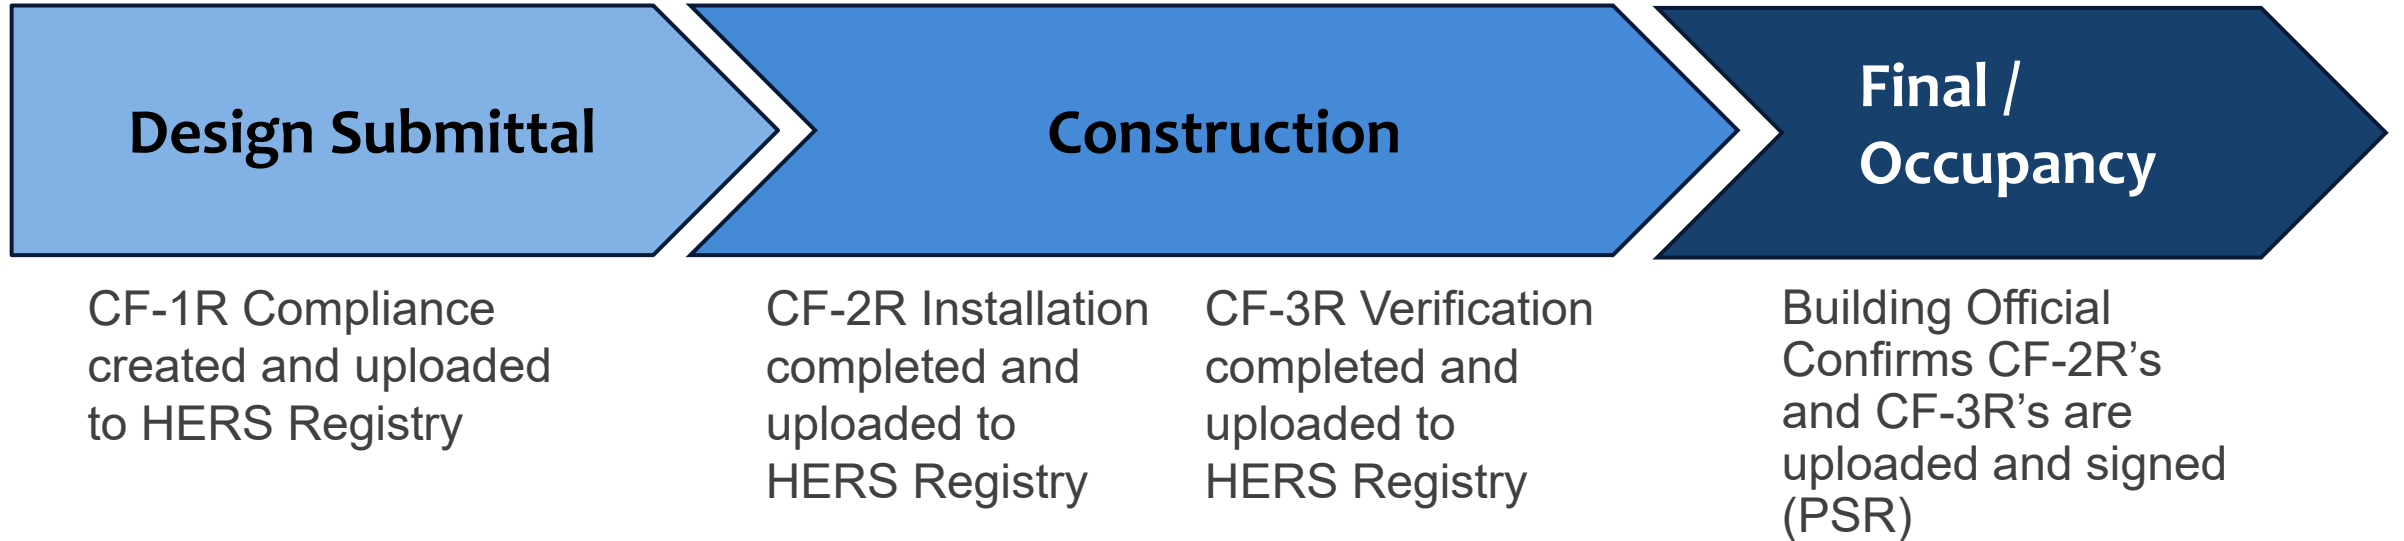 Design Submittal
Construction
Final /
Occupancy
CF-1R Compliance
created and uploaded
to HERS Registry
CF-2R Installation
completed and
uploaded to
HERS Registry
CF-3R Verification
completed and
uploaded to
HERS Registry
Building Official
Confirms CF-2R’s
and CF-3R’s are
uploaded and signed
(PSR)